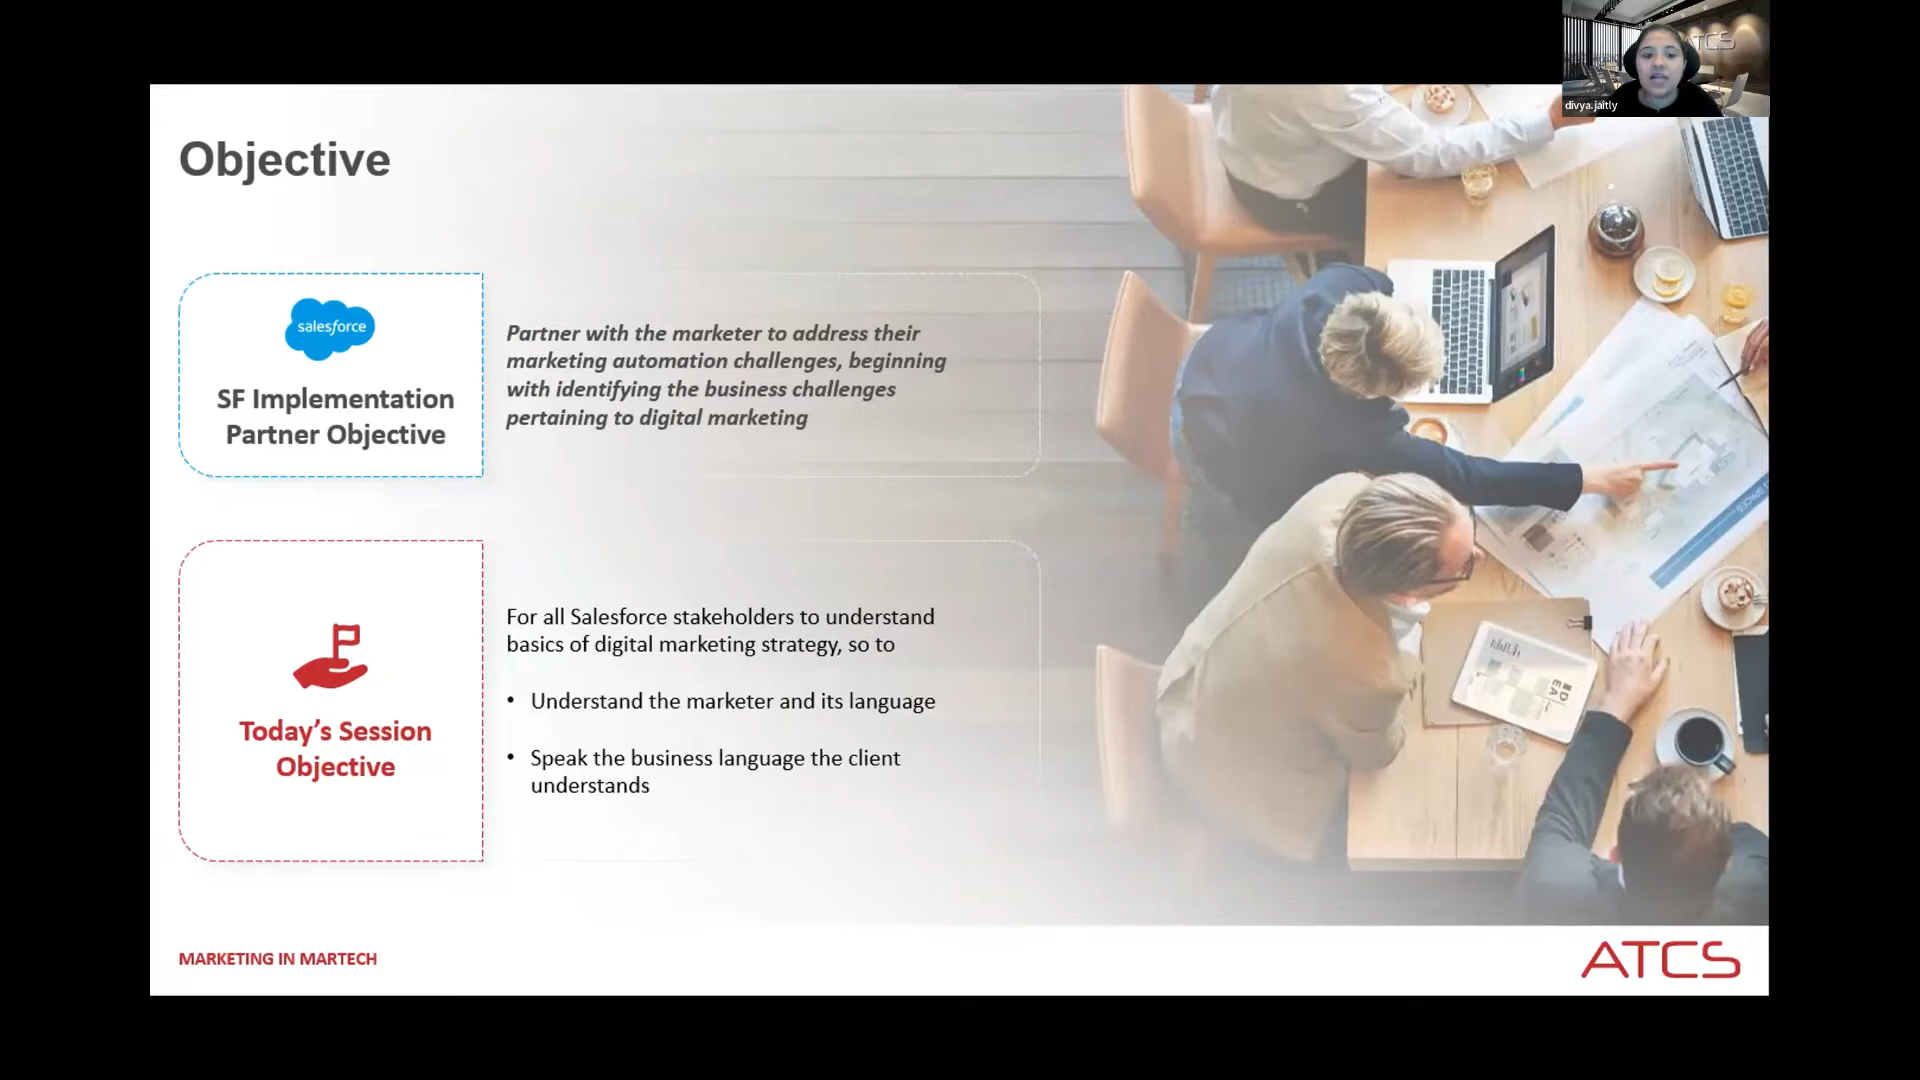 ATCS
divya.jaitly
Objective
salesforce
SF Implementation
Partner Objective
Partner with the marketer to address their
marketing automation challenges, beginning
with identifying the business challenges
pertaining to digital marketing
Today’s Session
Objective
For all Salesforce stakeholders to understand
basics of digital marketing strategy, so to
• Understand the marketer and its language
• Speak the business language the client
understands
MARKETING IN MARTECH
ATCS